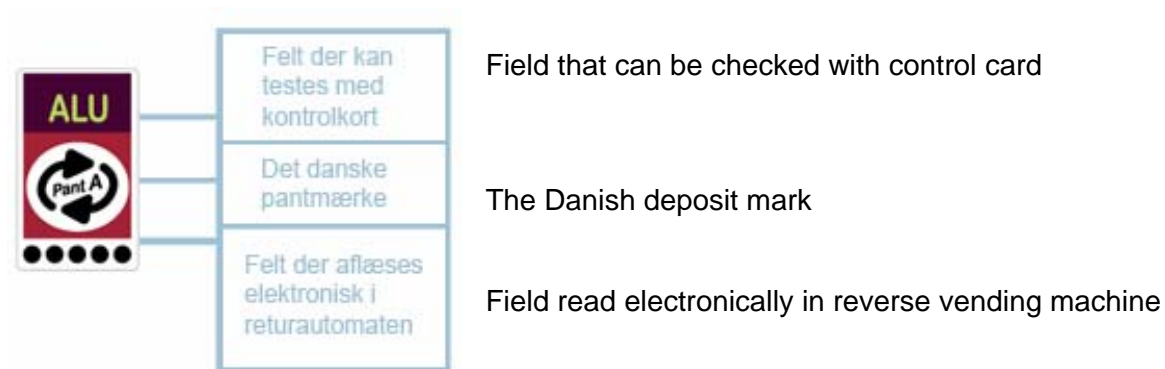 ALU
Pant A
Felt der kan
testes med
kontrolkort
Field that can be checked with control card
Det danske
pantmærke
The Danish deposit mark
Felt der aflæses
elektronisk i
returautomaten
Field read electronically in reverse vending machine